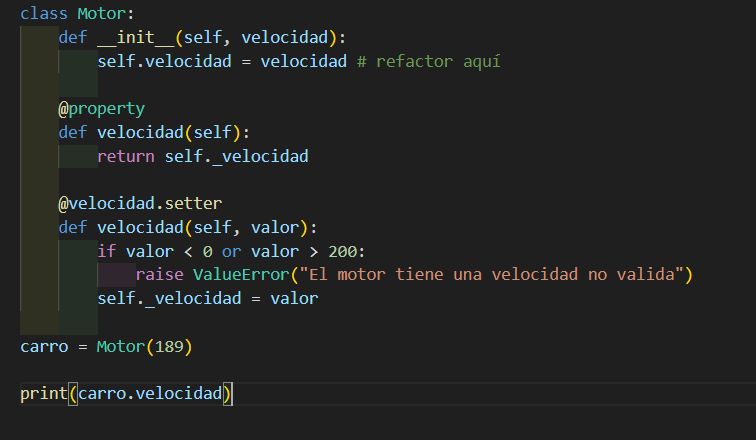 class Motor:
    def __init__(self, velocidad):
        self.velocidad = velocidad # refactor aquí
    @property
    def velocidad(self):
        return self._velocidad
    @velocidad.setter
    def velocidad(self, valor):
        if valor < 0 or valor > 200:
            raise ValueError("El motor tiene una velocidad no valida")
        self._velocidad = valor
carro = Motor(189)
print(carro.velocidad)